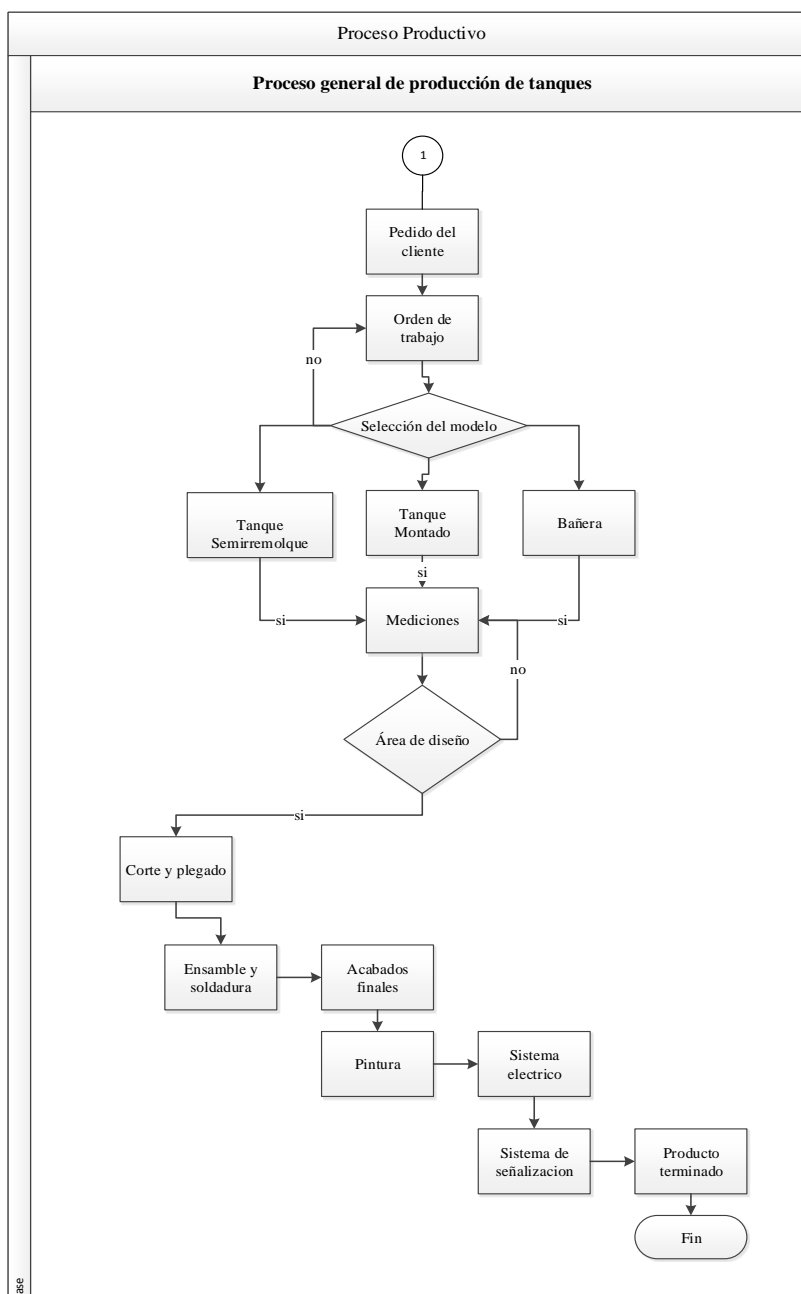 Proceso Productivo
Proceso general de producción de tanques
1
Pedido del
cliente
Orden de
trabajo
no
Selección del modelo
Tanque
Semirremolque
Tanque
Montado
Bañera
si
si
Mediciones
si
no
Área de diseño
si
Corte y plegado
Ensamble y
soldadura
Acabados
finales
Pintura
Sistema
electrico
Sistema de
señalizacion
Producto
terminado
Fin
ase